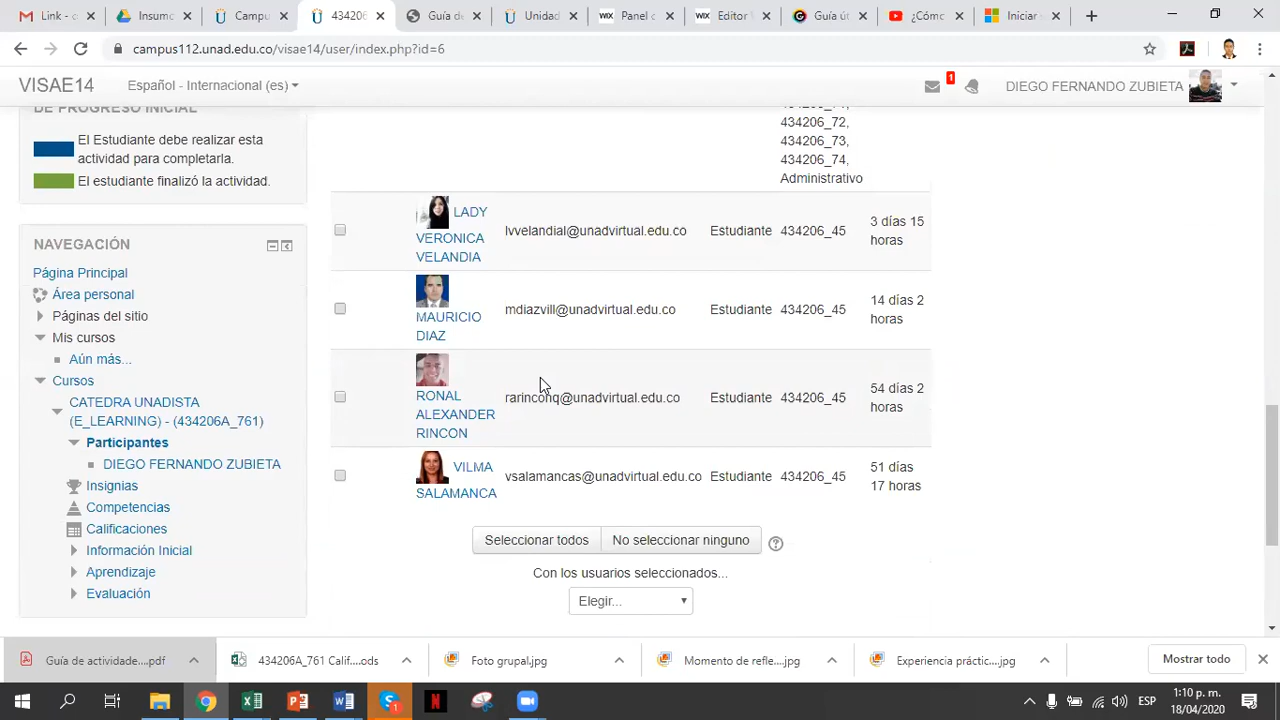 Link - c
Insumo
Campu
434206
Guía de
Unidad
Panel c
Editor
Guía út
¿Cómo
Iniciar s
campus112.unad.edu.co/visae14/user/index.php?id=6
VISAE14 Español - Internacional (es) 1 DIEGO FERNANDO ZUBIETA
DE PROGRESO INICIAL
El Estudiante debe realizar esta
actividad para completarla.
El estudiante finalizó la actividad.
NAVEGACIÓN
Página Principal
Área personal
Páginas del sitio
Mis cursos
Aún más...
Cursos
CATEDRA UNADISTA
(E_LEARNING) - (434206A_761)
Participantes
DIEGO FERNANDO ZUBIETA
Insignias
Competencias
Calificaciones
Información Inicial
Aprendizaje
Evaluación
434206_72,
434206_73,
434206_74,
Administrativo
LADY
VERONICA
VELANDIA
lvvelandial@unadvirtual.edu.co Estudiante 434206_45
3 días 15
horas
MAURICIO
DIAZ
mdiazvill@unadvirtual.edu.co Estudiante 434206_45
14 días 2
horas
RONAL
ALEXANDER
RINCON
rarinconq@unadvirtual.edu.co Estudiante 434206_45
54 días 2
horas
VILMA
SALAMANCA
vsalamancas@unadvirtual.edu.co Estudiante 434206_45
51 días
17 horas
Seleccionar todos No seleccionar ninguno
Con los usuarios seleccionados...
Elegir...
Guía de actividade....pdf
434206A_761 Calif....ods
Foto grupal.jpg
Momento de refle....jpg
Experiencia práctic....jpg
Mostrar todo
ESP
1:10 p. m.
18/04/2020